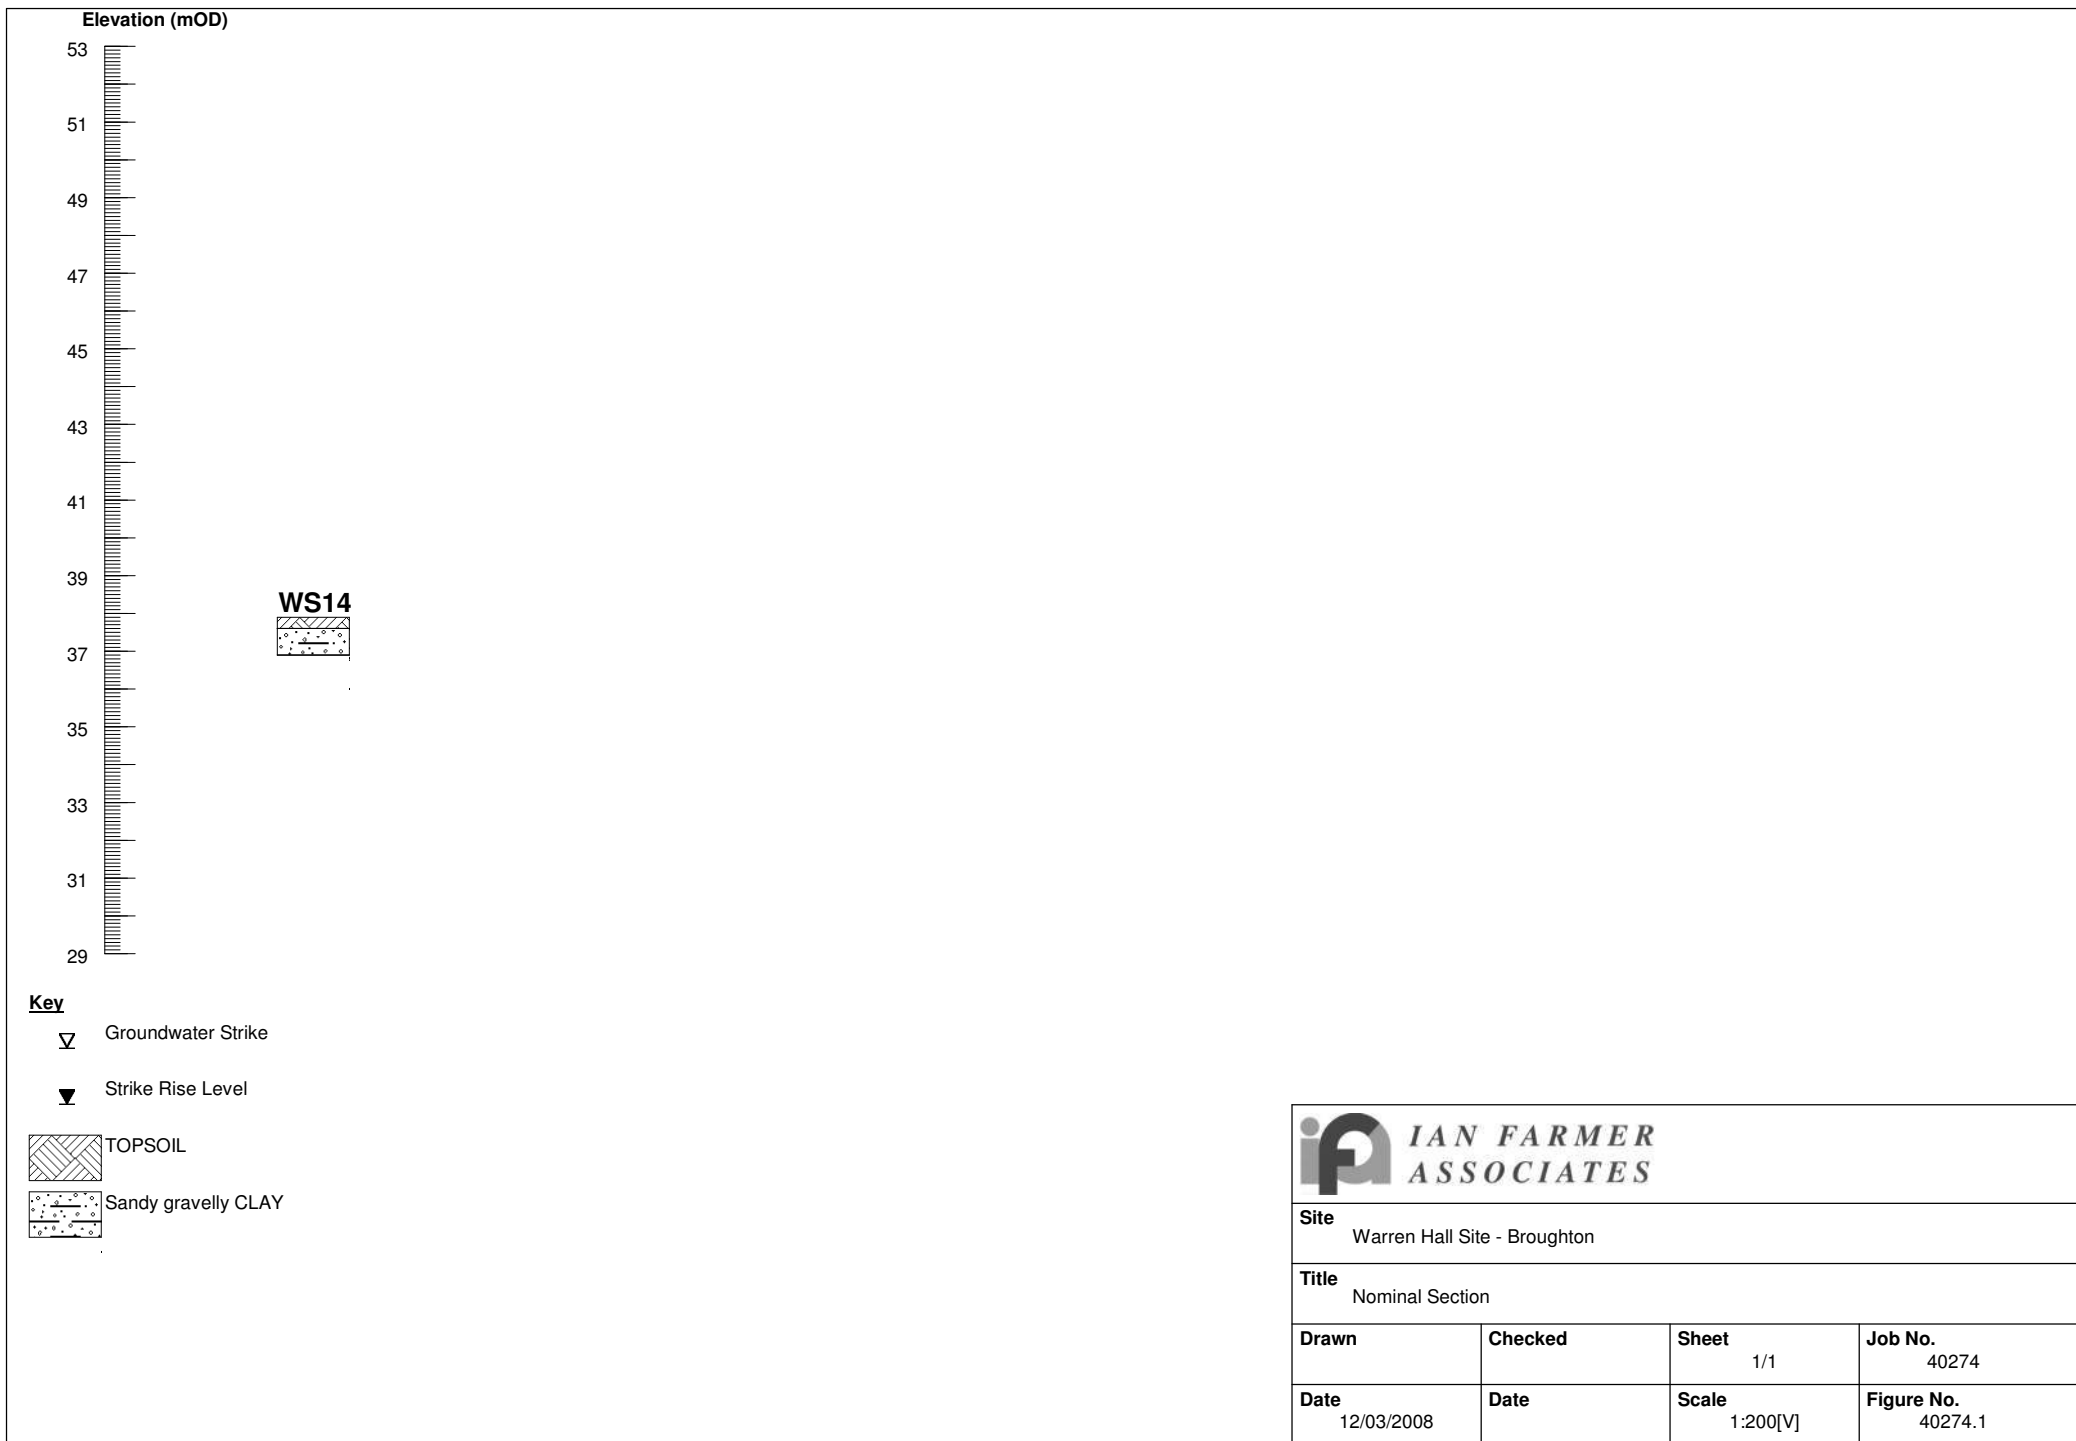 Elevation (mOD)
53
51
49
47
45
43
41
39
37
35
33
31
29
WS14
Key
Groundwater Strike
Strike Rise Level
TOPSOIL
Sandy gravelly CLAY
ifa IAN FARMER
ASSOCIATES
Site
Warren Hall Site - Broughton
Title
Nominal Section
Drawn Checked Sheet Job No.
1/1 40274
Date Date Scale Figure No.
12/03/2008 1:200[V] 40274.1